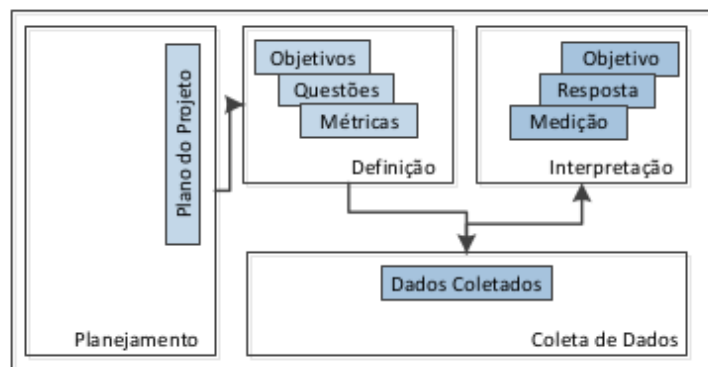 Plano do Projeto
Planejamento
Objetivos
Questões
Métricas
Definição
Objetivo
Resposta
Medição
Interpretação
Dados Coletados
Coleta de Dados